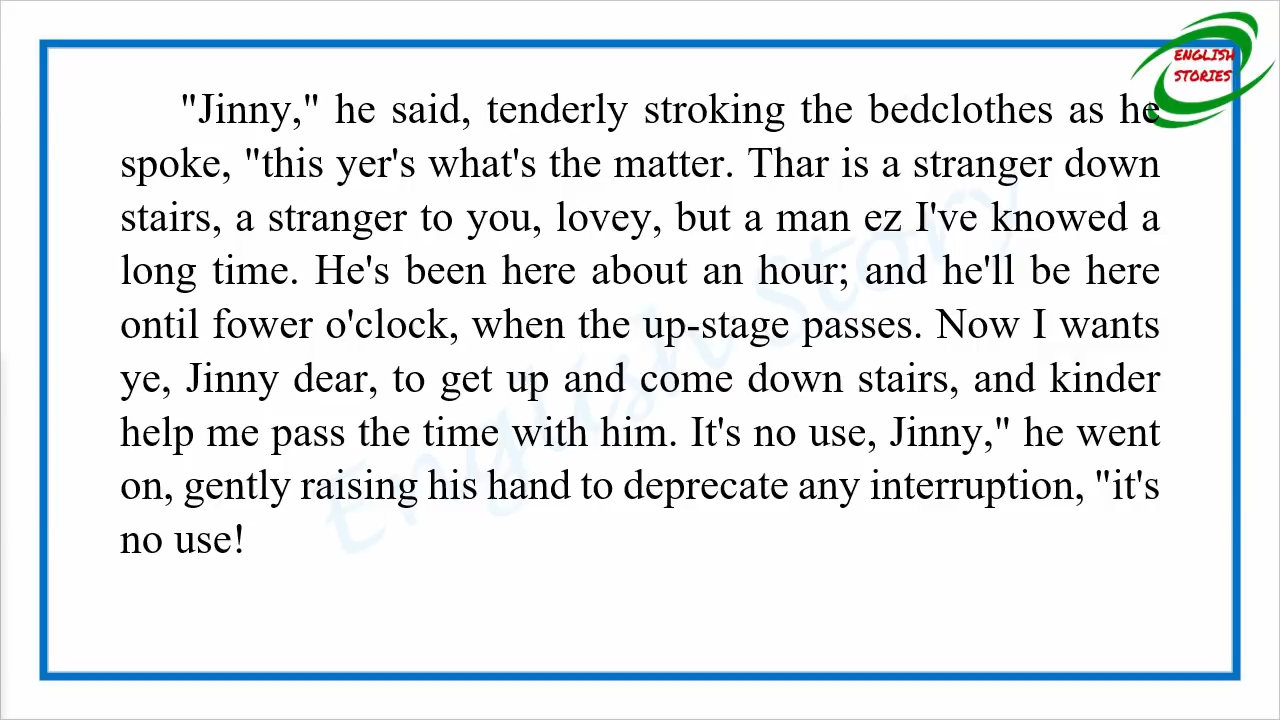 ENGLISH
STORIES
"Jinny," he said, tenderly stroking the bedclothes as he
spoke, "this yer's what's the matter. Thar is a stranger down
stairs, a stranger to you, lovey, but a man ez I've knowed a
long time. He's been here about an hour; and he'll be here
ontil fower o'clock, when the up-stage passes. Now I wants
ye, Jinny dear, to get up and come down stairs, and kinder
help me pass the time with him. It's no use, Jinny," he went
on, gently raising his hand to deprecate any interruption, "it's
no use!
English Story